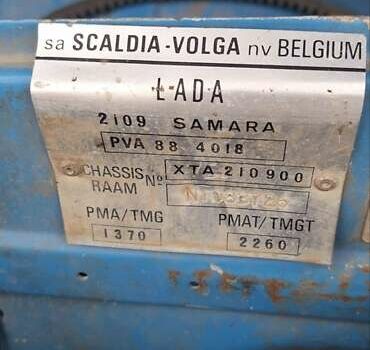 sa SCALDIA-VOLGA nv BELGIUM
LADA
2109 SAMARA
PVA 88 4018
CHASSIS
RAAM Nº XTA 210900
PMA/TMG PMAT/TMGT
1370 2260